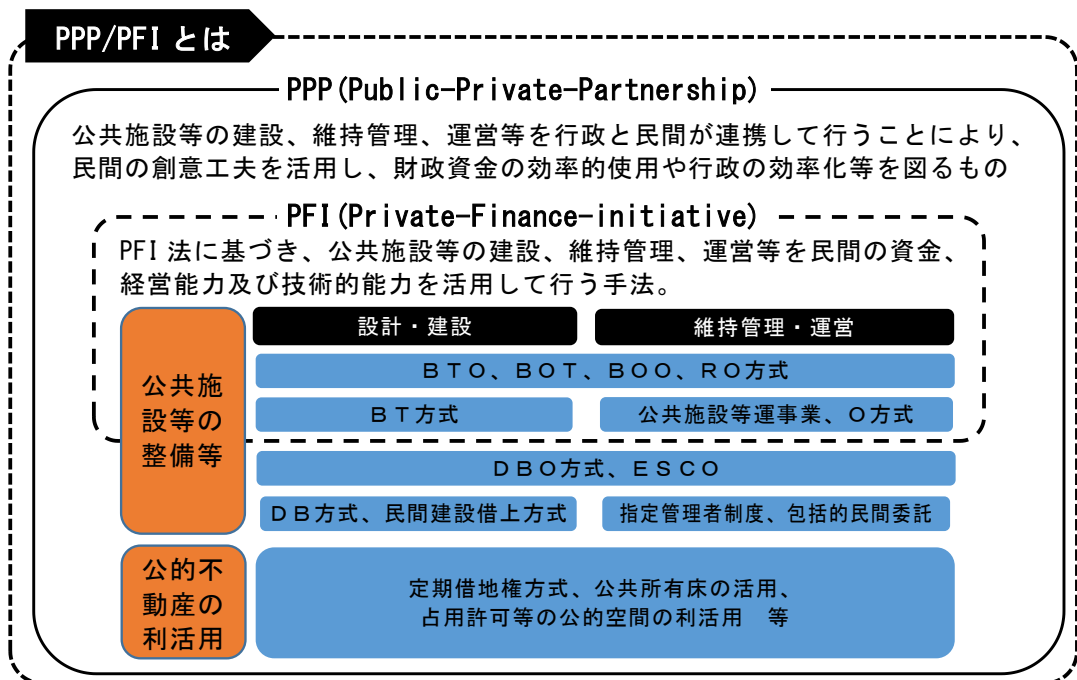 PPP/PFI とは
PPP(Public-Private-Partnership)
公共施設等の建設、維持管理、運営等を行政と民間が連携して行うことにより、
民間の創意工夫を活用し、財政資金の効率的使用や行政の効率化等を図るもの
PFI(Private-Finance-initiative)
PFI 法に基づき、公共施設等の建設、維持管理、運営等を民間の資金、
経営能力及び技術的能力を活用して行う手法。
公共施
設等の
整備等
設計・建設
維持管理・運営
ＢＴＯ、ＢＯＴ、ＢＯＯ、ＲＯ方式
ＢＴ方式
公共施設等運事業、Ｏ方式
ＤＢＯ方式、ＥＳＣＯ
ＤＢ方式、民間建設借上方式
指定管理者制度、包括的民間委託
公的不
動産の
利活用
定期借地権方式、公共所有床の活用、
占用許可等の公的空間の利活用　等